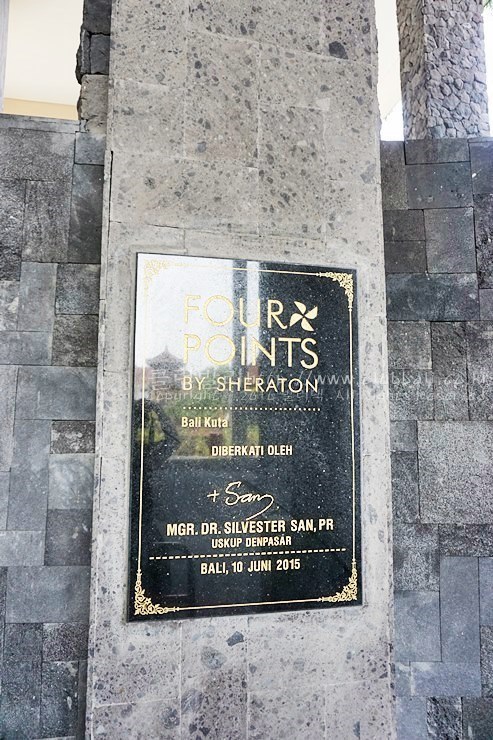 FOUR
POINTS
BY SHERATON
Bali Kuta
DIBERKATI OLEH
+ San
MGR. DR. SILVESTER SAN, PR
USKUP DENPASAR
BALI, 10 JUNI 2015